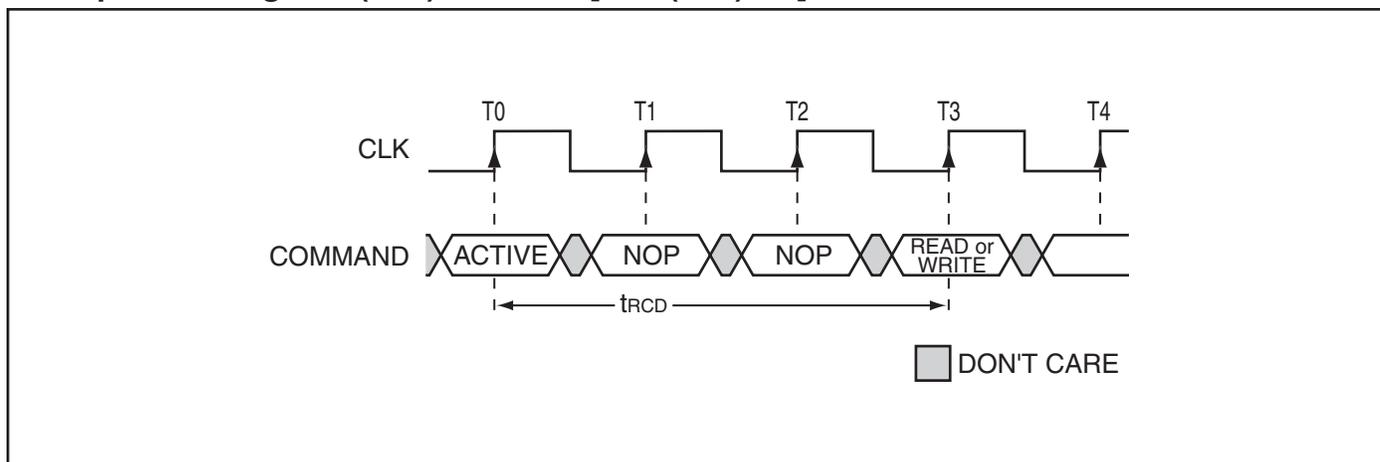 T0 T1 T2 T3 T4
CLK
COMMAND ACTIVE NOP NOP READ or
WRITE
tRCD
DON'T CARE